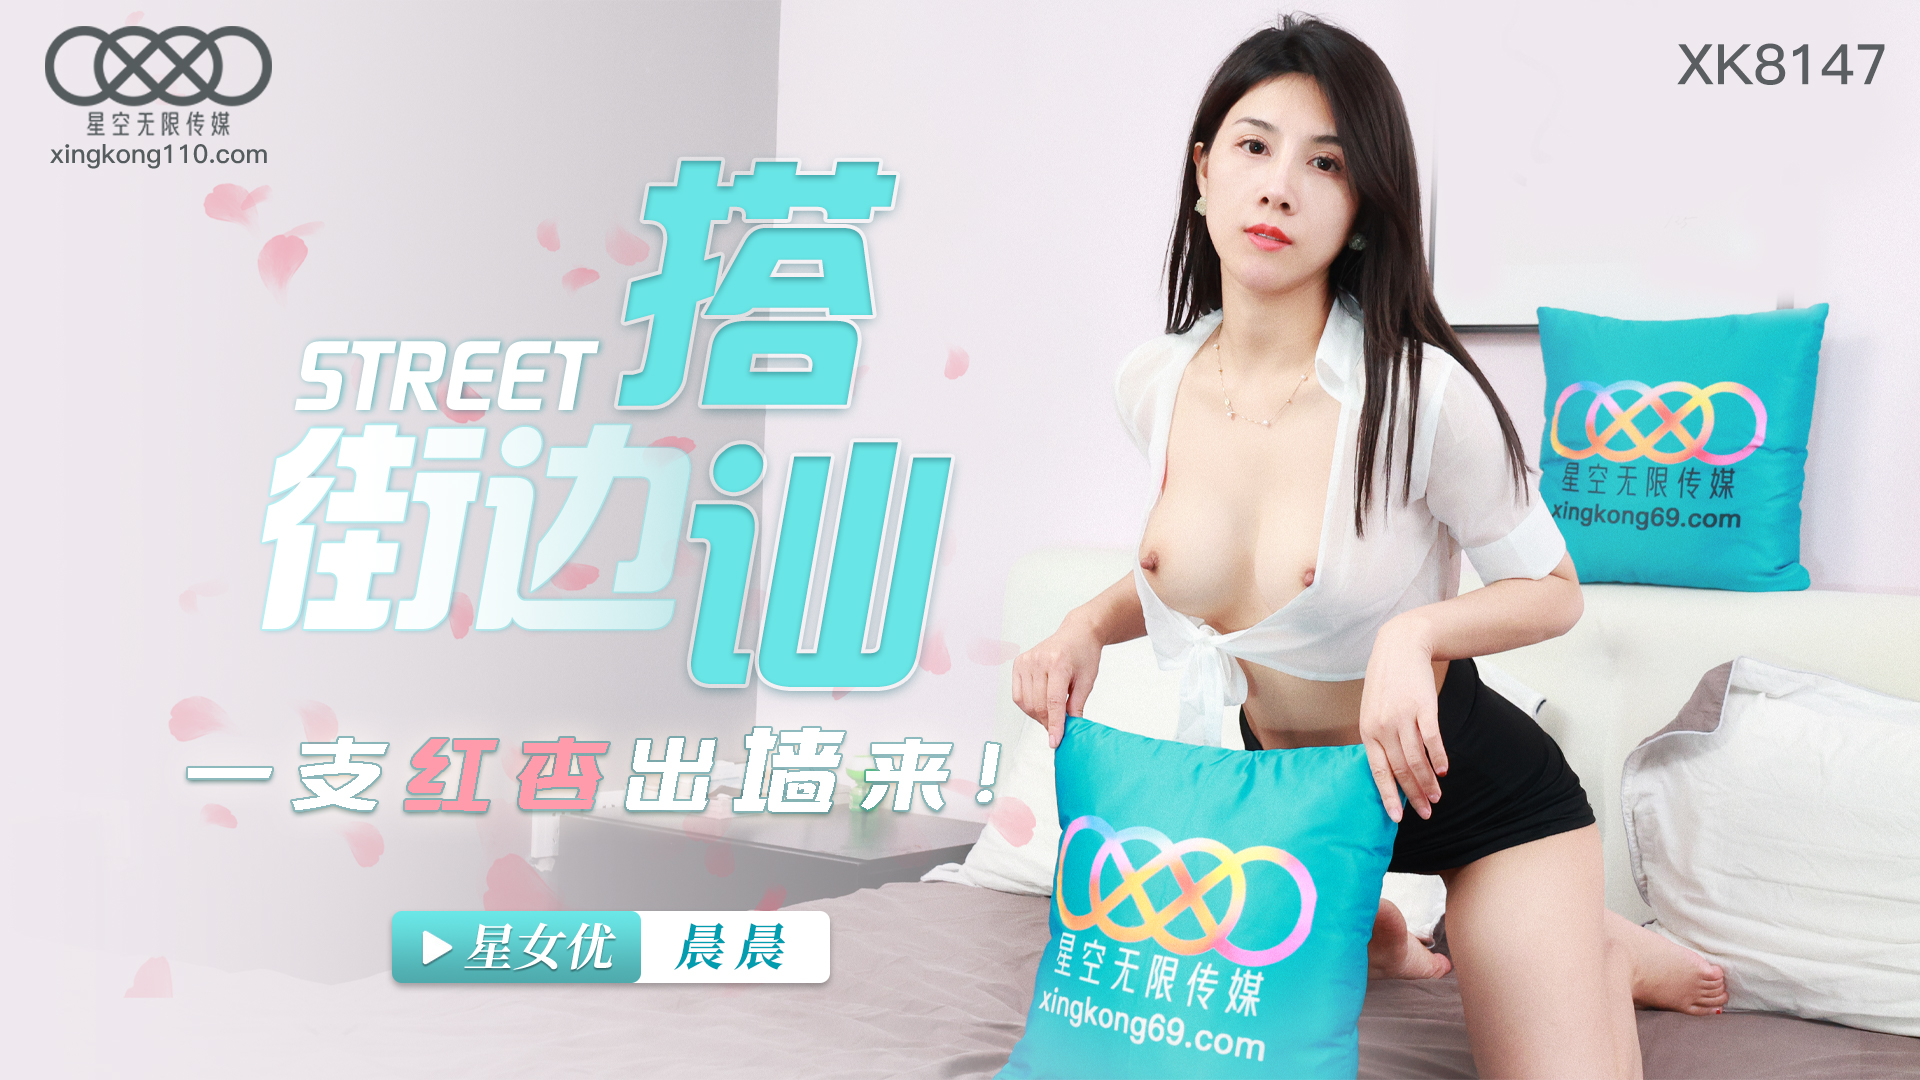 星空无限传媒
xingkong110.com
XK8147
STREET
街边
搭讪
一支红杏出墙来!
星女优
晨晨
星空无限传媒
xingkong69.com
星空无限传媒
xingkong69.com